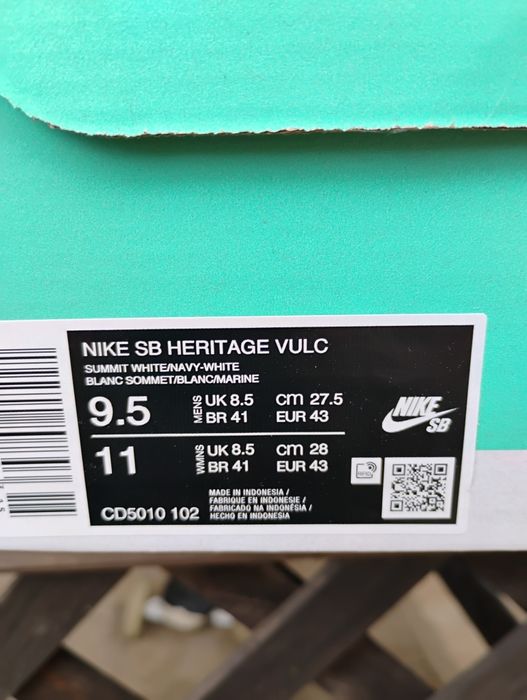 NIKE SB HERITAGE VULC
SUMMIT WHITE/NAVY-WHITE
BLANC SOMMET/BLANC/MARINE
9.5 MENS UK 8.5 cm 27.5
BR 41 EUR 43
11 WMNS UK 8.5 cm 28
BR 41 EUR 43
NIKE
SB
MADE IN INDONESIA /
FABRIQUE EN INDONESIE /
FABRICADO NA INDONÉSIA /
CD5010 102 HECHO EN INDONESIA